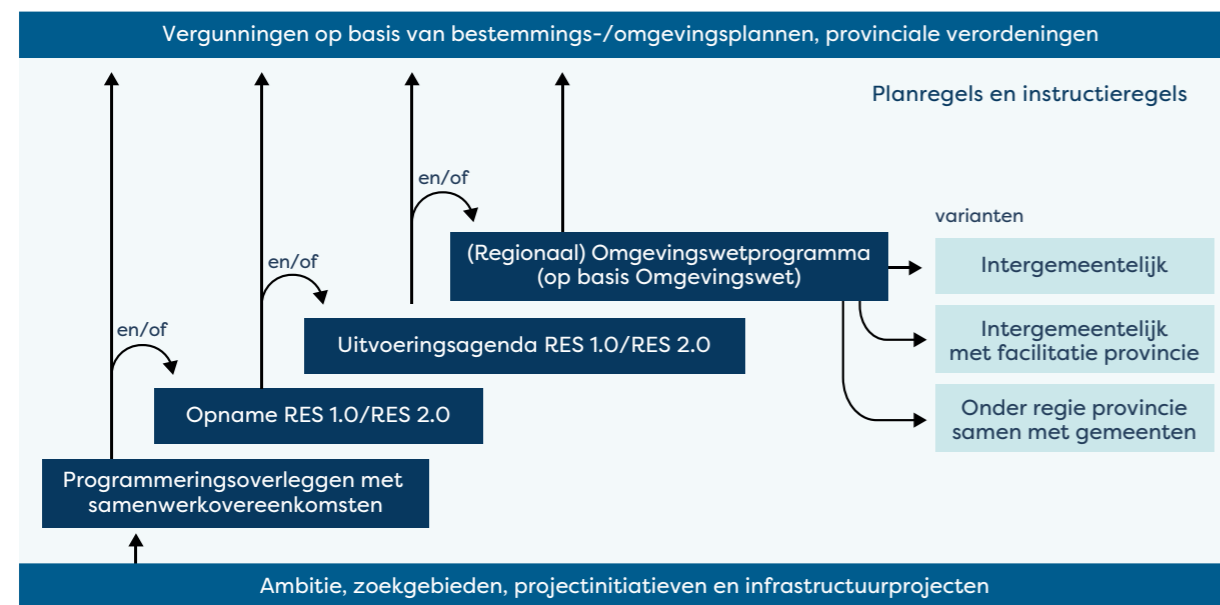 Vergunningen op basis van bestemmings-/omgevingsplannen, provinciale verordeningen
Planregels en instructieregels
en/of
varianten
(Regionaal) Omgevingswetprogramma
(op basis Omgevingswet)
Intergemeentelijk
en/of
Intergemeentelijk
met facilitatie provincie
en/of
Uitvoeringsagenda RES 1.0/RES 2.0
Onder regie provincie
samen met gemeenten
Opname RES 1.0/RES 2.0
Programmeringsoverleggen met
samenwerkovereenkomsten
Ambitie, zoekgebieden, projectinitiatieven en infrastructuurprojecten